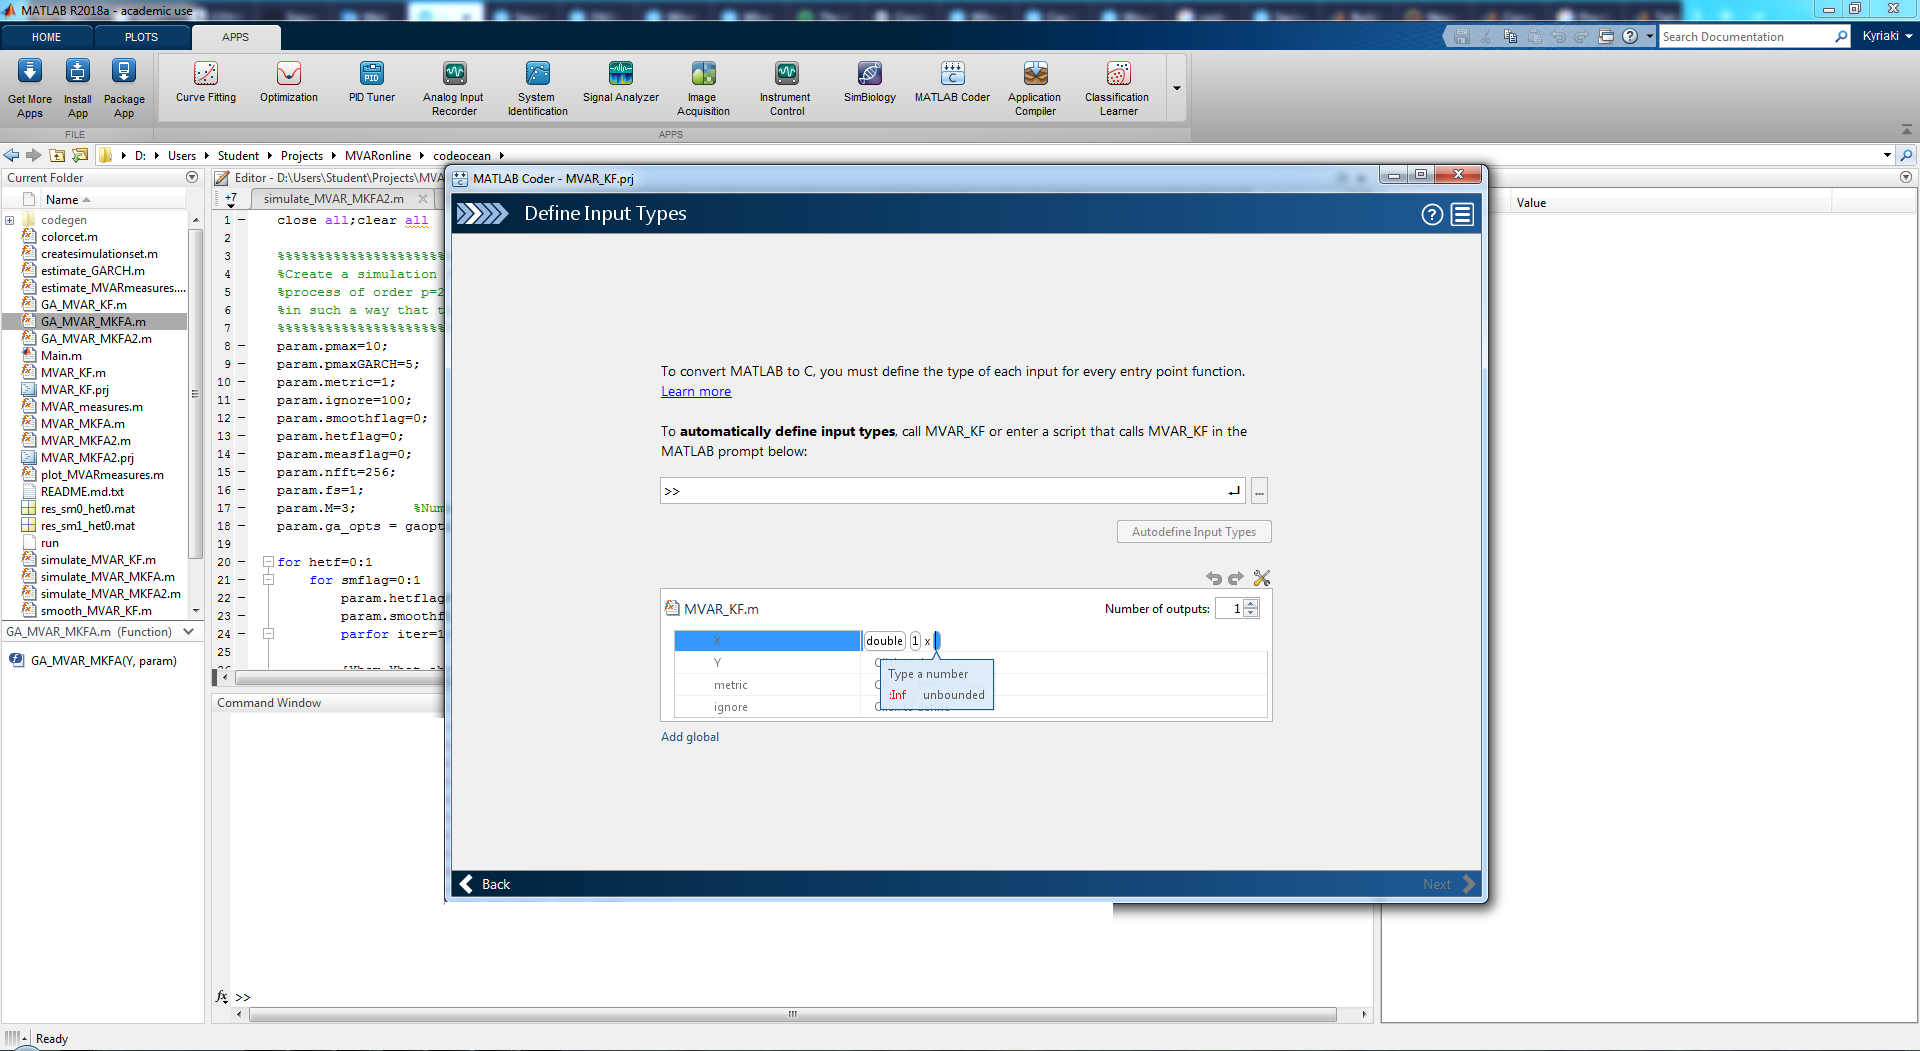 MATLAB R2018a - academic use
HOME
PLOTS
APPS
Search Documentation
Kyriaki
Get More Apps
Install App
Package App
Curve Fitting
Optimization
PID Tuner
Analog Input Recorder
System Identification
Signal Analyzer
Image Acquisition
Instrument Control
SimBiology
MATLAB Coder
Application Compiler
Classification Learner
FILE
APPS
D: Users Student Projects MVARonline codeocean
Current Folder
Name
codegen
colorcet.m
createsimulationset.m
estimate_GARCH.m
estimate_MVARmeasures....
GA_MVAR_KF.m
GA_MVAR_MKFA.m
GA_MVAR_MKFA2.m
Main.m
MVAR_KF.m
MVAR_KF.prj
MVAR_measures.m
MVAR_MKFA.m
MVAR_MKFA2.m
MVAR_MKFA2.prj
plot_MVARmeasures.m
README.md.txt
res_sm0_het0.mat
res_sm1_het0.mat
run
simulate_MVAR_KF.m
simulate_MVAR_MKFA.m
simulate_MVAR_MKFA2.m
smooth_MVAR_KF.m
GA_MVAR_MKFA.m (Function)
GA_MVAR_MKFA(Y, param)
Ready
Editor - D:\Users\Student\Projects\MVA
+7
simulate_MVAR_MKFA2.m
1 close all;clear all
2
3 %%%%%%%%%%%%%%%%%%%%%
4 %Create a simulation
5 %process of order p=2
6 %in such a way that t
7 %%%%%%%%%%%%%%%%%%%%%
8 param.pmax=10;
9 param.pmaxGARCH=5;
10 param.metric=1;
11 param.ignore=100;
12 param.smoothflag=0;
13 param.hetflag=0;
14 param.measflag=0;
15 param.nfft=256;
16 param.fs=1;
17 param.M=3; %Num
18 param.ga_opts = gaopt
19
20 for hetf=0:1
21 for smflag=0:1
22 param.hetflag
23 param.smoothf
24 parfor iter=1
25
Command Window
fx >>
Value
MATLAB Coder - MVAR_KF.prj
Define Input Types
To convert MATLAB to C, you must define the type of each input for every entry point function.
Learn more
To automatically define input types, call MVAR_KF or enter a script that calls MVAR_KF in the
MATLAB prompt below:
>>
...
Autodefine Input Types
MVAR_KF.m
Number of outputs: 1
X double 1 x
Y
metric
ignore
Type a number
:Inf unbounded
Add global
Back
Next